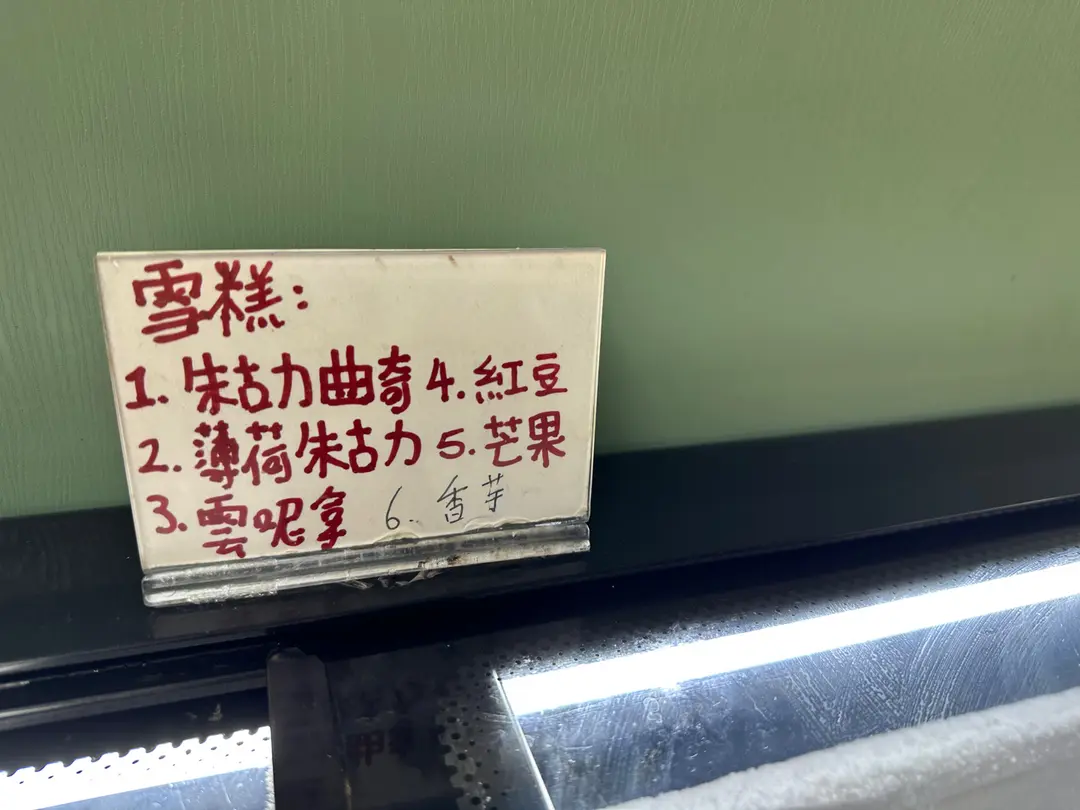 雪糕:
1. 朱古力曲奇 4. 紅豆
2. 薄荷朱古力 5. 芒果
3. 雲呢拿 6. 香芋